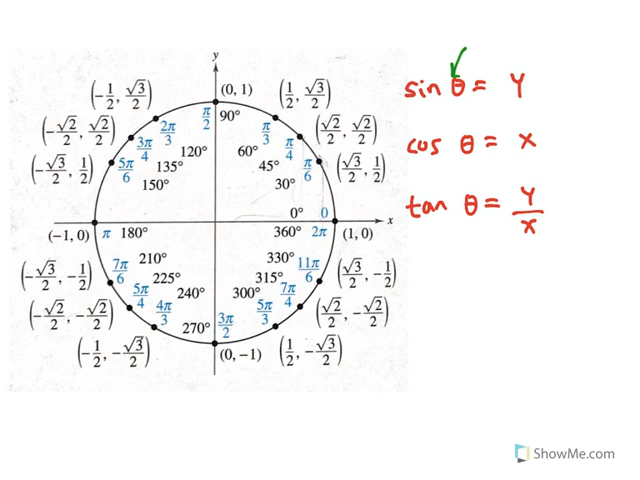 y
(0, 1)
(-1/2, √3/2)
(1/2, √3/2)
sin θ = Y
(-√2/2, √2/2)
π/2 90°
(√2/2, √2/2)
2π/3 120°
60° π/3
3π/4 135°
45° π/4
cos θ = X
(-√3/2, 1/2)
5π/6 150°
30° π/6
(√3/2, 1/2)
tan θ = Y/X
0° 0
x
(-1, 0) π 180°
360° 2π (1, 0)
(-√3/2, -1/2)
7π/6 210°
330° 11π/6
(√3/2, -1/2)
5π/4 225°
315° 7π/4
(-√2/2, -√2/2)
4π/3 240°
300° 5π/3
(√2/2, -√2/2)
270° 3π/2
(-1/2, -√3/2)
(0, -1)
(1/2, -√3/2)
ShowMe.com